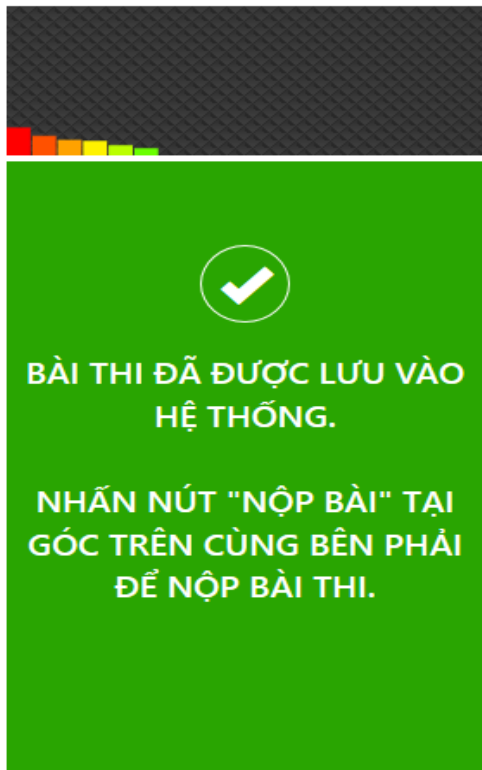 BÀI THI ĐÃ ĐƯỢC LƯU VÀO
HỆ THỐNG.
NHẤN NÚT "NỘP BÀI" TẠI
GÓC TRÊN CÙNG BÊN PHẢI
ĐỂ NỘP BÀI THI.